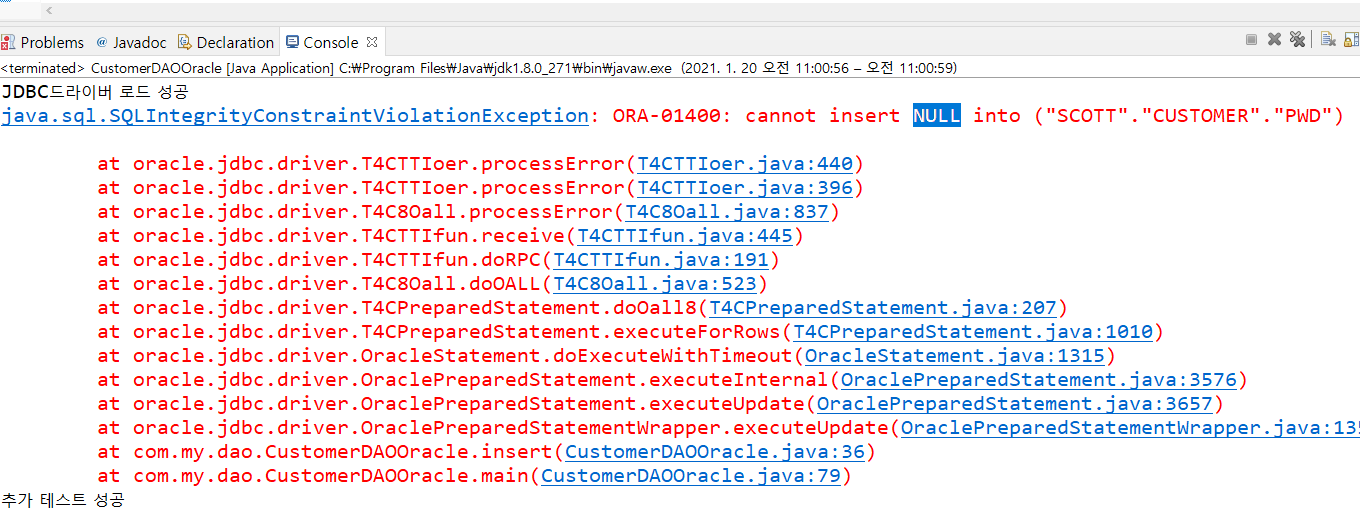 Problems @ Javadoc Declaration Console
<terminated> CustomerDAOOracle [Java Application] C:₩Program Files₩Java₩jdk1.8.0_271₩bin₩javaw.exe (2021. 1. 20 오전 11:00:56 – 오전 11:00:59)
JDBC드라이버 로드 성공
java.sql.SQLIntegrityConstraintViolationException: ORA-01400: cannot insert NULL into ("SCOTT"."CUSTOMER"."PWD")
at oracle.jdbc.driver.T4CTTIoer.processError(T4CTTIoer.java:440)
at oracle.jdbc.driver.T4CTTIoer.processError(T4CTTIoer.java:396)
at oracle.jdbc.driver.T4C8Oall.processError(T4C8Oall.java:837)
at oracle.jdbc.driver.T4CTTIfun.receive(T4CTTIfun.java:445)
at oracle.jdbc.driver.T4CTTIfun.doRPC(T4CTTIfun.java:191)
at oracle.jdbc.driver.T4C8Oall.doOALL(T4C8Oall.java:523)
at oracle.jdbc.driver.T4CPreparedStatement.doOall8(T4CPreparedStatement.java:207)
at oracle.jdbc.driver.T4CPreparedStatement.executeForRows(T4CPreparedStatement.java:1010)
at oracle.jdbc.driver.OracleStatement.doExecuteWithTimeout(OracleStatement.java:1315)
at oracle.jdbc.driver.OraclePreparedStatement.executeInternal(OraclePreparedStatement.java:3576)
at oracle.jdbc.driver.OraclePreparedStatement.executeUpdate(OraclePreparedStatement.java:3657)
at oracle.jdbc.driver.OraclePreparedStatementWrapper.executeUpdate(OraclePreparedStatementWrapper.java:135
at com.my.dao.CustomerDAOOracle.insert(CustomerDAOOracle.java:36)
at com.my.dao.CustomerDAOOracle.main(CustomerDAOOracle.java:79)
추가 테스트 성공